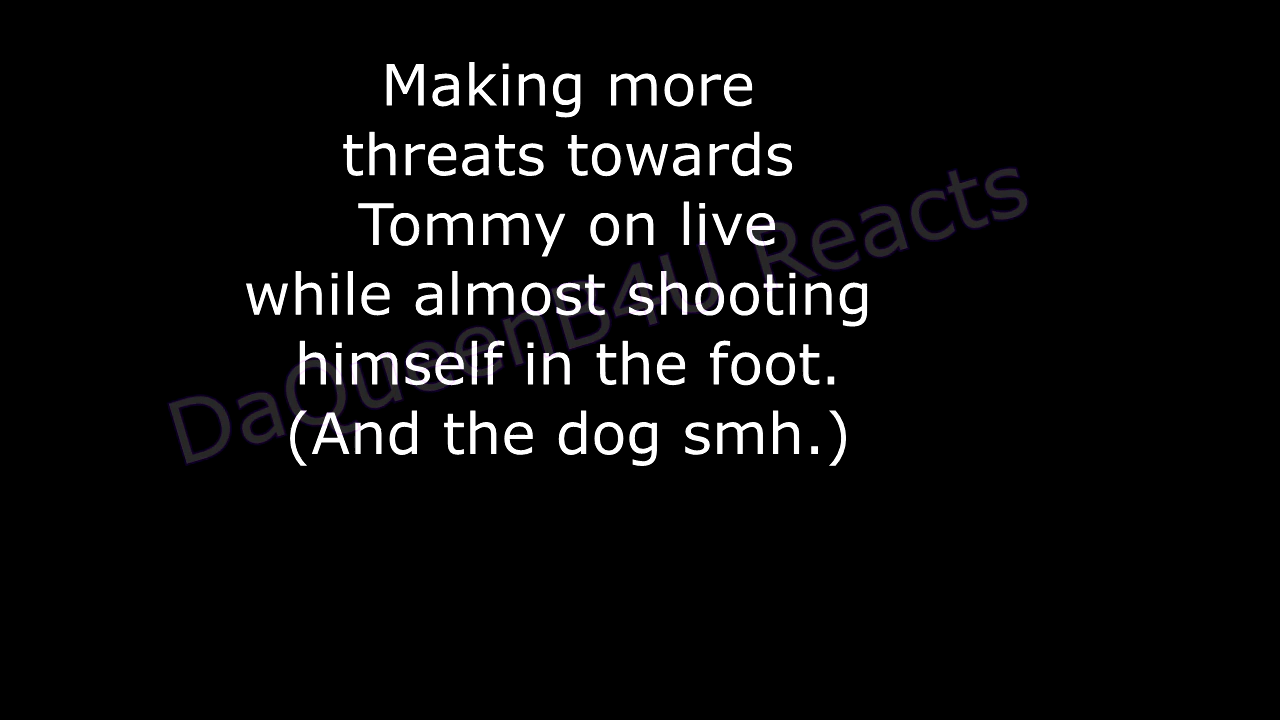 Making more
threats towards
Tommy on live
while almost shooting
himself in the foot.
(And the dog smh.)
DaQueenB4U Reacts